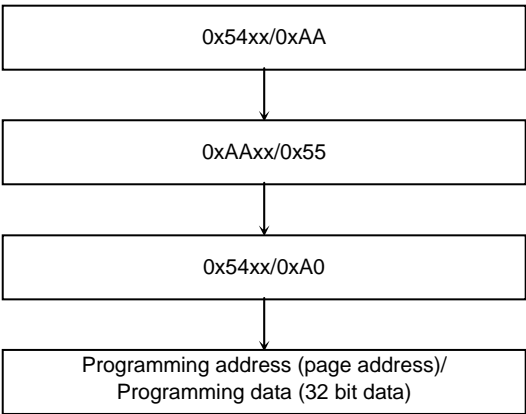 0x54xx/0xAA
0xAAxx/0x55
0x54xx/0xA0
Programming address (page address)/
Programming data (32 bit data)